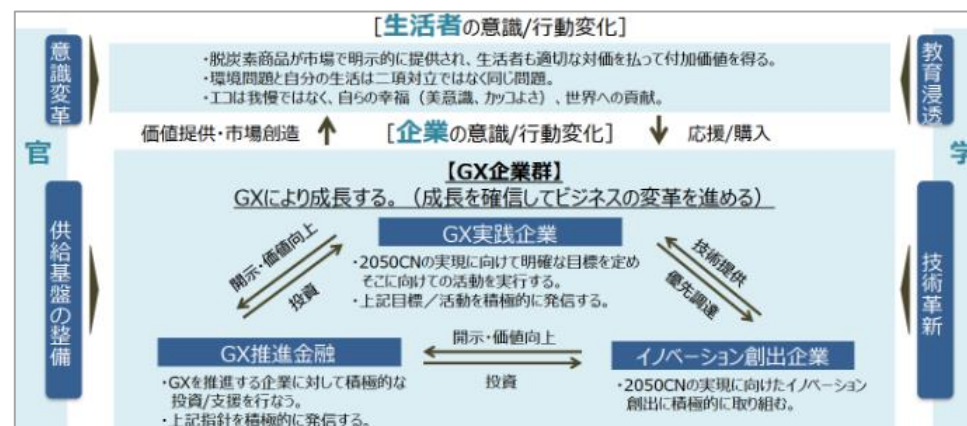 [生活者の意識/行動変化]
意識変革
・脱炭素商品が市場で明示的に提供され、生活者も適切な対価を払って付加価値を得る。
・環境問題と自分の生活は二項対立ではなく同じ問題。
・エコは我慢ではなく、自らの幸福（美意識、カッコよさ）、世界への貢献。
教育浸透
価値提供・市場創造
[企業の意識/行動変化]
応援/購入
官
学
【GX企業群】
GXにより成長する。（成長を確信してビジネスの変革を進める）
供給基盤の整備
技術革新
GX実践企業
・2050CNの実現に向けて明確な目標を定め
そこに向けての活動を実行する。
・上記目標／活動を積極的に発信する。
開示・価値向上
投資
技術提供
優先調達
GX推進金融
・GXを推進する企業に対して積極的な
投資/支援を行なう。
・上記指針を積極的に発信する。
開示・価値向上
投資
イノベーション創出企業
・2050CNの実現に向けたイノベーション
創出に積極的に取り組む。